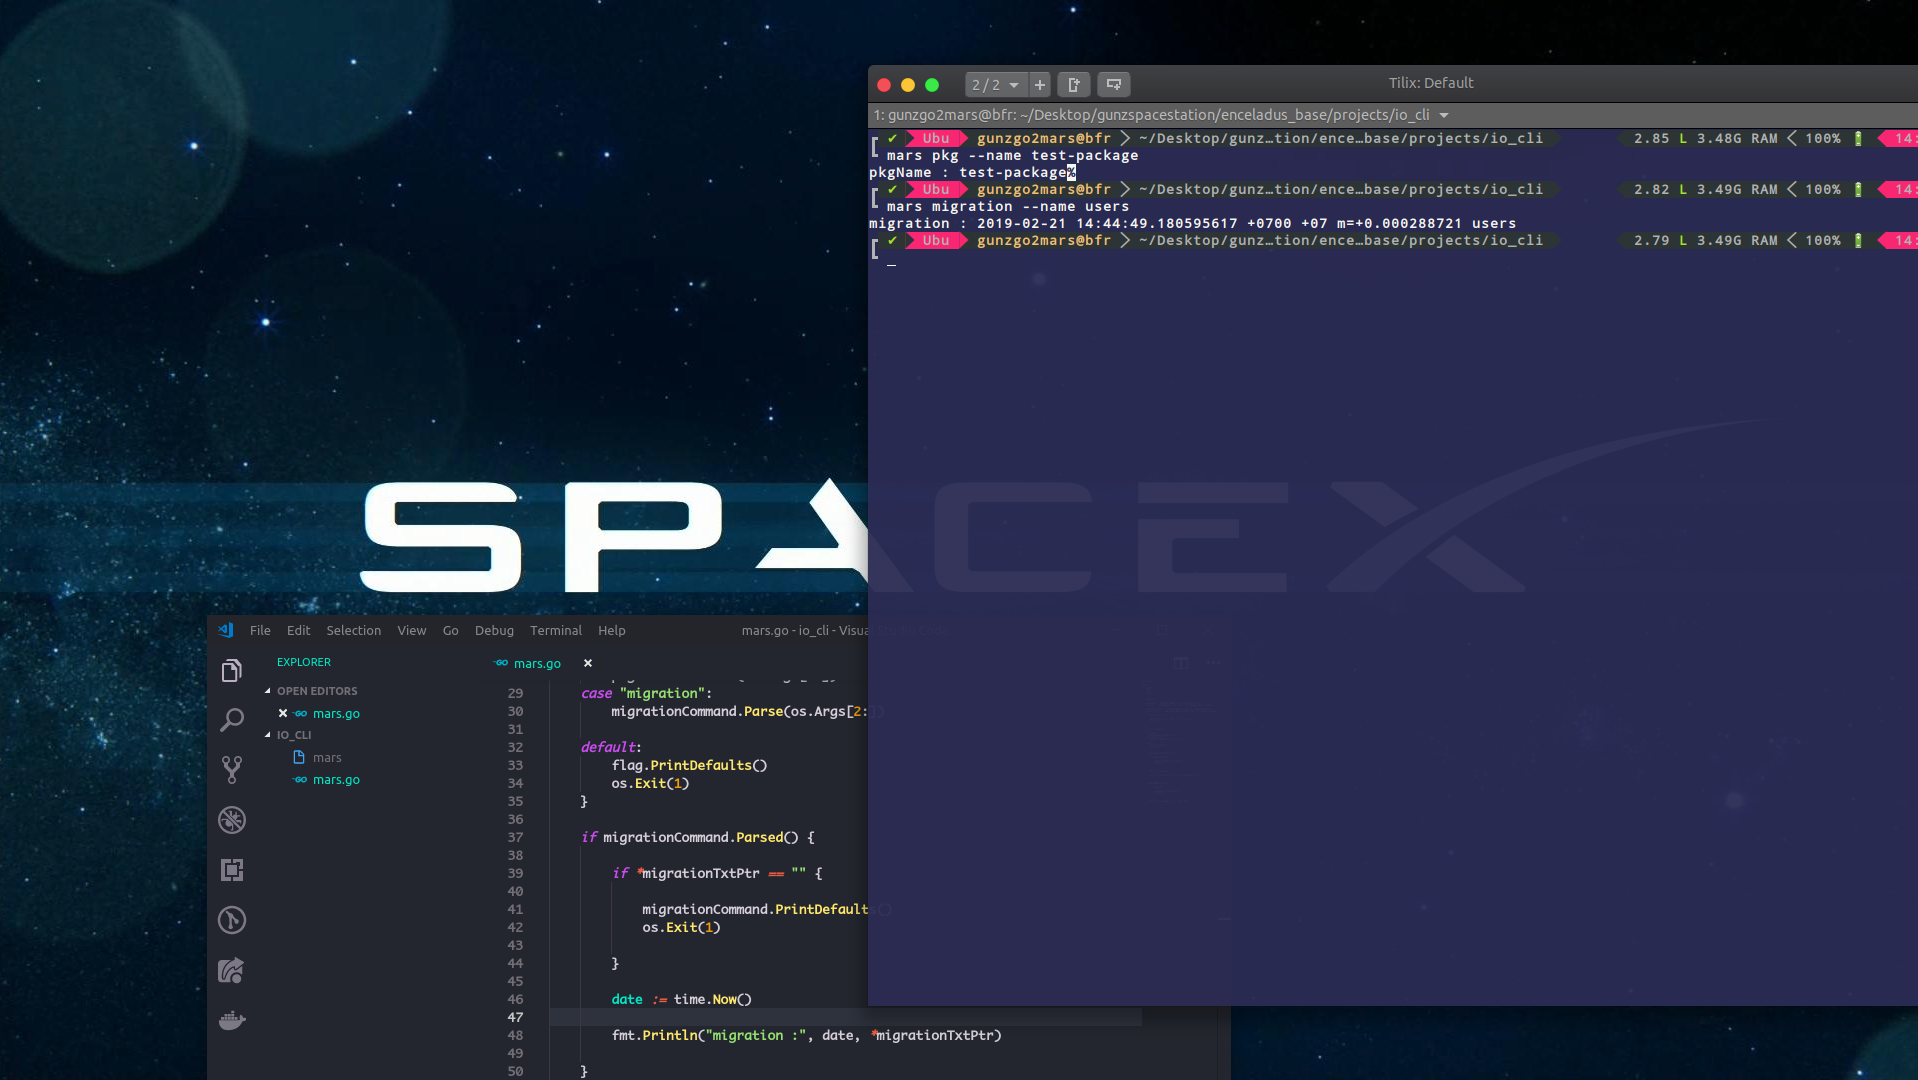 2 / 2
Tilix: Default
1: gunzgo2mars@bfr: ~/Desktop/gunzspacestation/enceladus_base/projects/io_cli
✔ Ubu gunzgo2mars@bfr ~/Desktop/gunz…tion/ence…base/projects/io_cli 2.85 L 3.48G RAM 100% 14:
mars pkg --name test-package
pkgName : test-package%
✔ Ubu gunzgo2mars@bfr ~/Desktop/gunz…tion/ence…base/projects/io_cli 2.82 L 3.49G RAM 100% 14:
mars migration --name users
migration : 2019-02-21 14:44:49.180595617 +0700 +07 m=+0.000288721 users
✔ Ubu gunzgo2mars@bfr ~/Desktop/gunz…tion/ence…base/projects/io_cli 2.79 L 3.49G RAM 100% 14:
SPACEX
File Edit Selection View Go Debug Terminal Help mars.go - io_cli - Visual Studio Code
EXPLORER
OPEN EDITORS
mars.go
IO_CLI
mars
mars.go
mars.go
29 case "migration":
30 migrationCommand.Parse(os.Args[2:])
31
32 default:
33 flag.PrintDefaults()
34 os.Exit(1)
35 }
36
37 if migrationCommand.Parsed() {
38
39 if *migrationTxtPtr == "" {
40
41 migrationCommand.PrintDefaults()
42 os.Exit(1)
43
44 }
45
46 date := time.Now()
47
48 fmt.Println("migration :", date, *migrationTxtPtr)
49
50 }